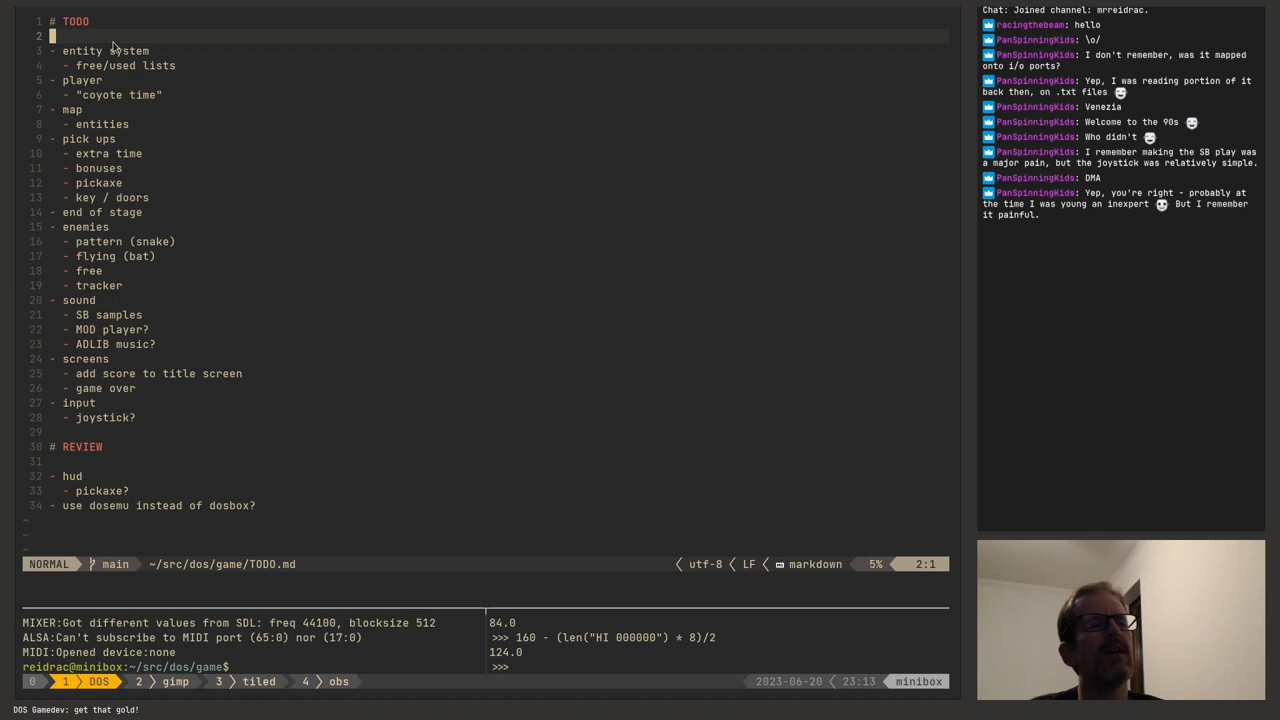 1 # TODO
2
3 - entity system
4 - free/used lists
5 - player
6 - "coyote time"
7 - map
8 - entities
9 - pick ups
10 - extra time
11 - bonuses
12 - pickaxe
13 - key / doors
14 - end of stage
15 - enemies
16 - pattern (snake)
17 - flying (bat)
18 - free
19 - tracker
20 - sound
21 - SB samples
22 - MOD player?
23 - ADLIB music?
24 - screens
25 - add score to title screen
26 - game over
27 - input
28 - joystick?
29
30 # REVIEW
31
32 - hud
33 - pickaxe?
34 - use dosemu instead of dosbox?
~
~
~
NORMAL main ~/src/dos/game/TODO.md utf-8 LF markdown 5% 2:1
MIXER:Got different values from SDL: freq 44100, blocksize 512
ALSA:Can't subscribe to MIDI port (65:0) nor (17:0)
MIDI:Opened device:none
reidrac@minibox:~/src/dos/game$
84.0
>>> 160 - (len("HI 000000") * 8)/2
124.0
>>>
0 1 DOS 2 gimp 3 tiled 4 obs 2023-06-20 23:13 minibox
DOS Gamedev: get that gold!
Chat: Joined channel: mrreidrac.
racingthebeam: hello
PanSpinningKids: \o/
PanSpinningKids: I don't remember, was it mapped
onto i/o ports?
PanSpinningKids: Yep, I was reading portion of it
back then, on .txt files
PanSpinningKids: Venezia
PanSpinningKids: Welcome to the 90s
PanSpinningKids: Who didn't
PanSpinningKids: I remember making the SB play was
a major pain, but the joystick was relatively simple.
PanSpinningKids: DMA
PanSpinningKids: Yep, you're right - probably at
the time I was young an inexpert But I remember
it painful.